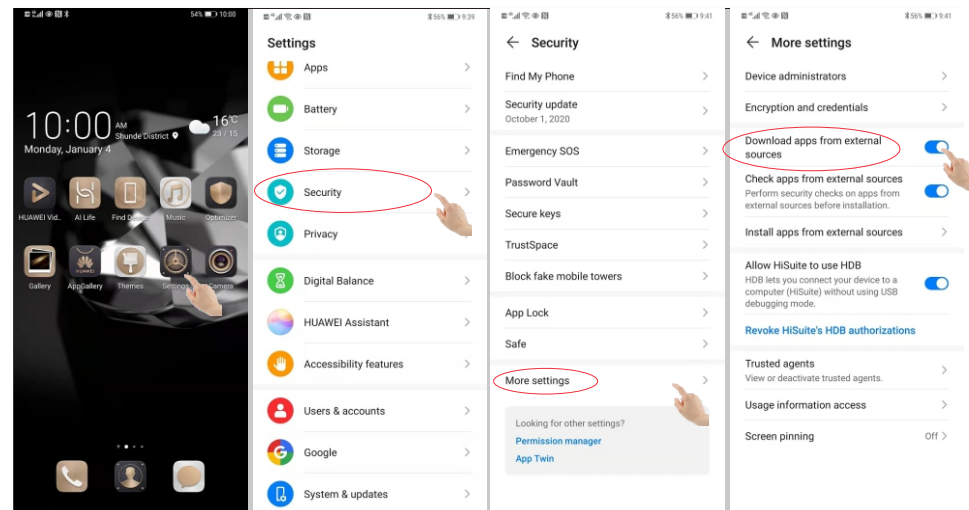 54% 10:00
10:00 AM
Shunde District
Monday, January 4
16°C
23 / 15
HUAWEI Vid..
AI Life
Find De
Music
Optimizer
Gallery
AppGallery
Themes
Settings
Camera
56% 9:39
Settings
Apps
Battery
Storage
Security
Privacy
Digital Balance
HUAWEI Assistant
Accessibility features
Users & accounts
Google
System & updates
56% 9:41
Security
Find My Phone
Security update
October 1, 2020
Emergency SOS
Password Vault
Secure keys
TrustSpace
Block fake mobile towers
App Lock
Safe
More settings
Looking for other settings?
Permission manager
App Twin
56% 9:41
More settings
Device administrators
Encryption and credentials
Download apps from external
sources
Check apps from external sources
Perform security checks on apps from
external sources before installation.
Install apps from external sources
Allow HiSuite to use HDB
HDB lets you connect your device to a
computer (HiSuite) without using USB
debugging mode.
Revoke HiSuite's HDB authorizations
Trusted agents
View or deactivate trusted agents.
Usage information access
Screen pinning Off